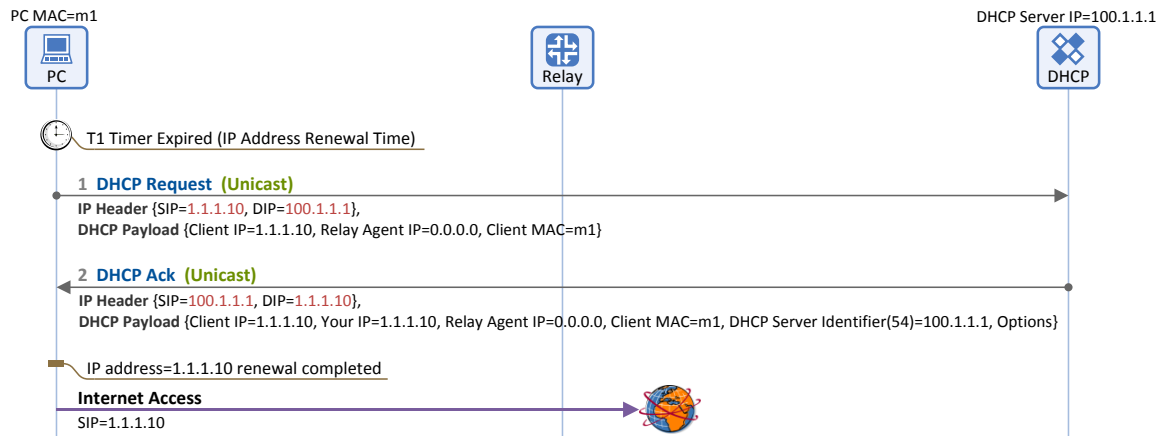 PC MAC=m1
DHCP Server IP=100.1.1.1
PC
Relay
DHCP
T1 Timer Expired (IP Address Renewal Time)
1 DHCP Request (Unicast)
IP Header {SIP=1.1.1.10, DIP=100.1.1.1},
DHCP Payload {Client IP=1.1.1.10, Relay Agent IP=0.0.0.0, Client MAC=m1}
2 DHCP Ack (Unicast)
IP Header {SIP=100.1.1.1, DIP=1.1.1.10},
DHCP Payload {Client IP=1.1.1.10, Your IP=1.1.1.10, Relay Agent IP=0.0.0.0, Client MAC=m1, DHCP Server Identifier(54)=100.1.1.1, Options}
IP address=1.1.1.10 renewal completed
Internet Access
SIP=1.1.1.10